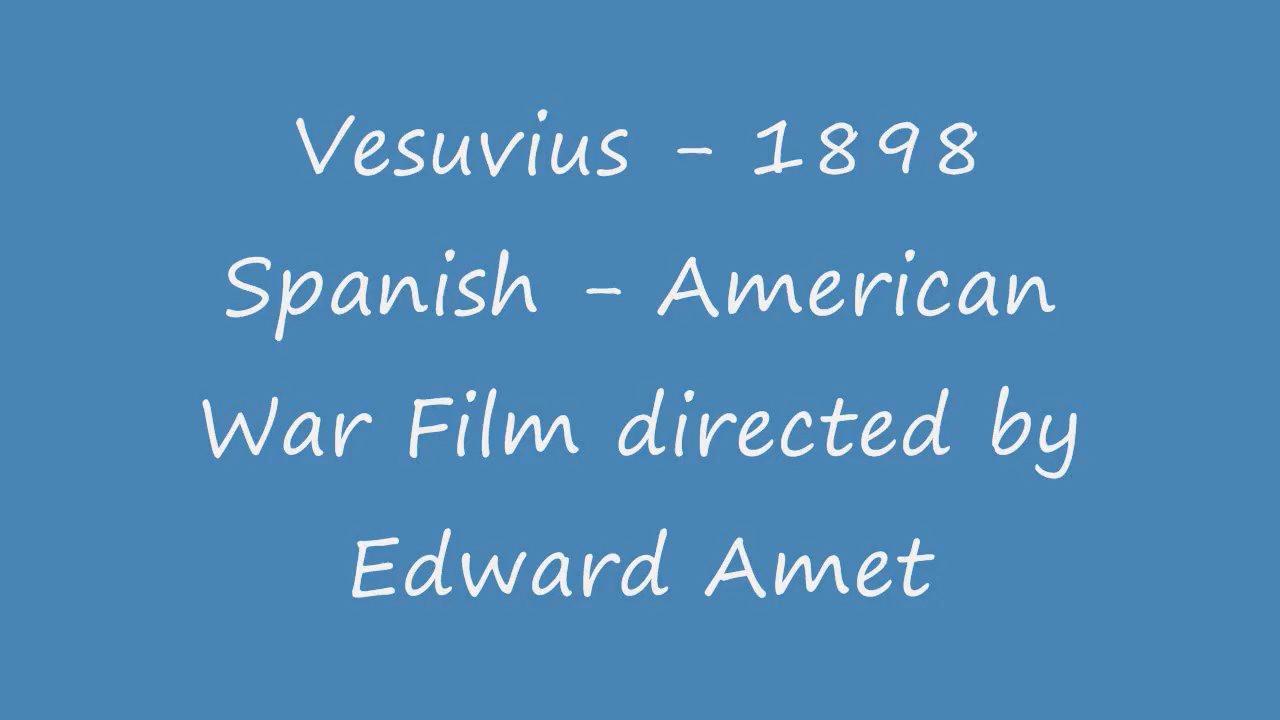 Vesuvius - 1898
Spanish - American
War Film directed by
Edward Amet